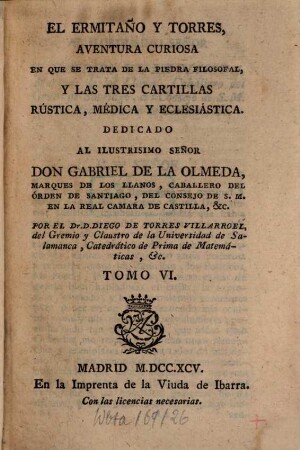 EL ERMITAÑO Y TORRES,
AVENTURA CURIOSA
EN QUE SE TRATA DE LA PIEDRA FILOSOFAL,
Y LAS TRES CARTILLAS
RÚSTICA, MÉDICA Y ECLESIÁSTICA.
DEDICADO
AL ILUSTRISIMO SEÑOR
DON GABRIEL DE LA OLMEDA,
MARQUES DE LOS LLANOS, CABALLERO DEL
ÓRDEN DE SANTIAGO, DEL CONSEJO DE S. M.
EN LA REAL CAMARA DE CASTILLA, &C.
POR EL Dr. D. DIEGO DE TORRES VILLARROEL,
del Gremio y Claustro de la Universidad de Sa-
lamanca, Catedrático de Prima de Matemá-
ticas, &c.
TOMO VI.
MADRID M.DCC.XCV.
En la Imprenta de la Viuda de Ibarra.
Con las licencias necesarias.